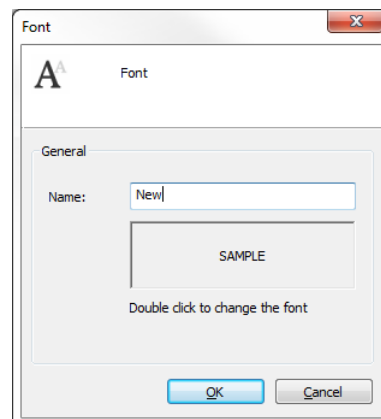 Font
Font
General
Name:
New
SAMPLE
Double click to change the font
OK
Cancel